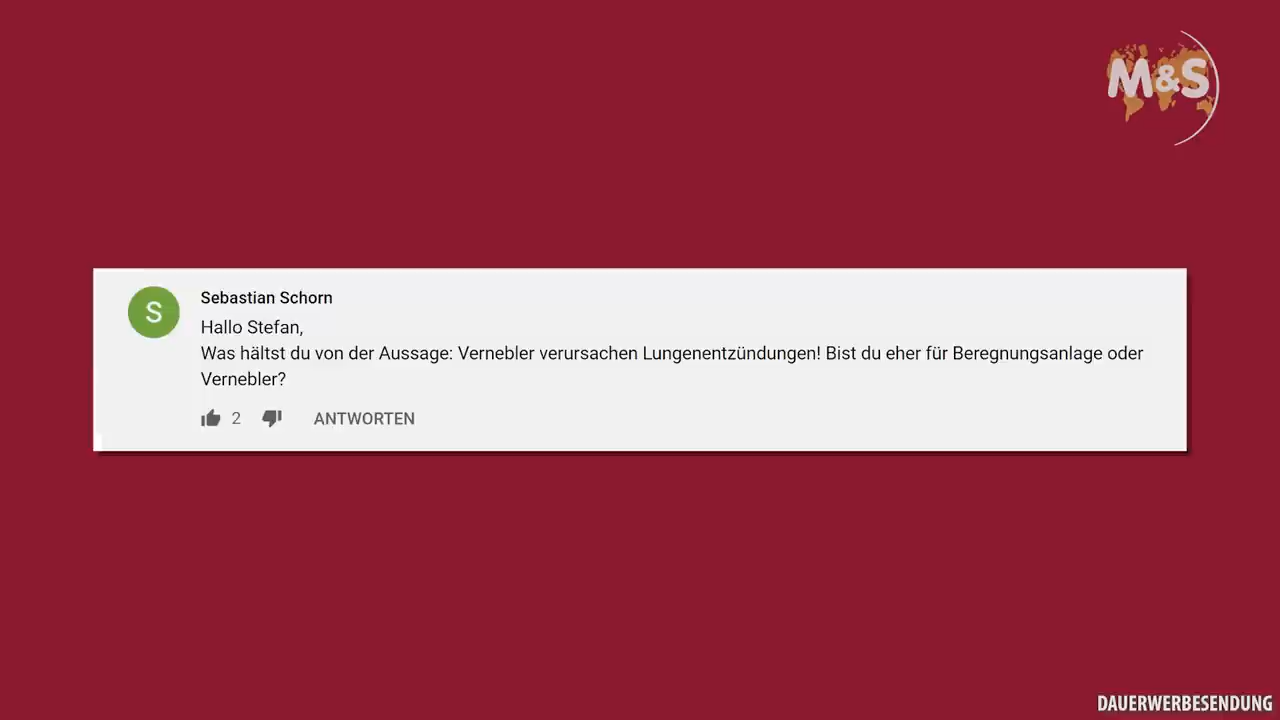 M&S
S
Sebastian Schorn
Hallo Stefan,
Was hältst du von der Aussage: Vernebler verursachen Lungenentzündungen! Bist du eher für Beregnungsanlage oder
Vernebler?
2 ANTWORTEN
DAUERWERBESENDUNG